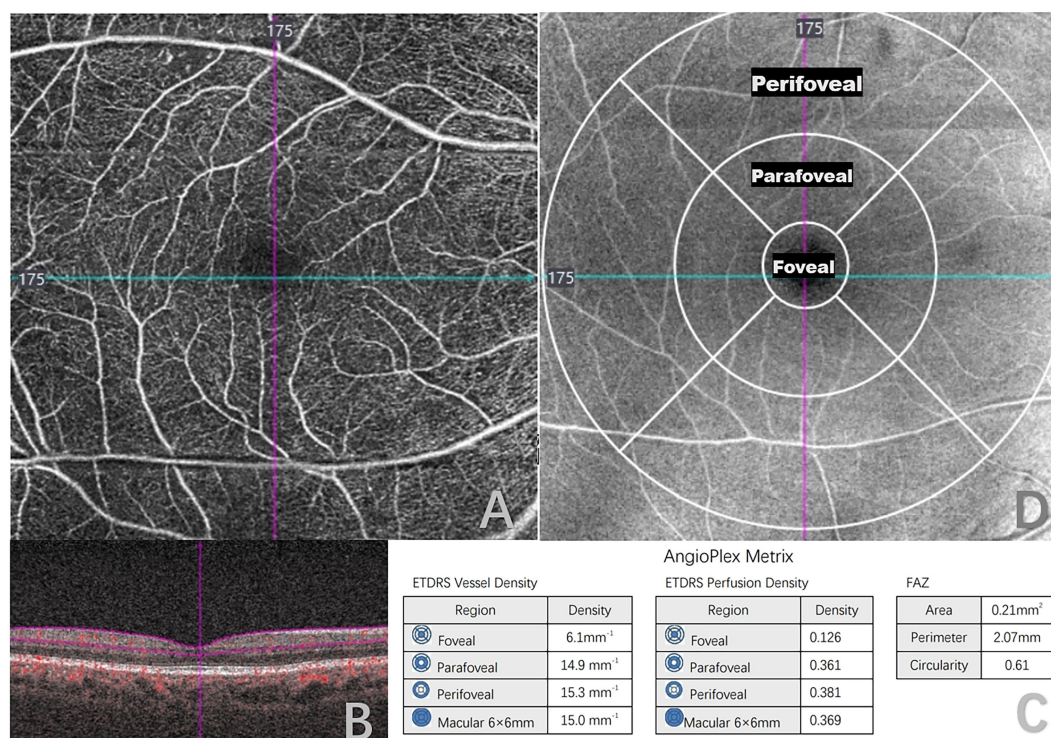 175
175
A
175
Perifoveal
Parafoveal
175
Foveal
D
B
AngioPlex Metrix
ETDRS Vessel Density
Region Density
Foveal 6.1mm⁻¹
Parafoveal 14.9 mm⁻¹
Perifoveal 15.3 mm⁻¹
Macular 6×6mm 15.0 mm⁻¹
ETDRS Perfusion Density
Region Density
Foveal 0.126
Parafoveal 0.361
Perifoveal 0.381
Macular 6×6mm 0.369
FAZ
Area 0.21mm²
Perimeter 2.07mm
Circularity 0.61
C